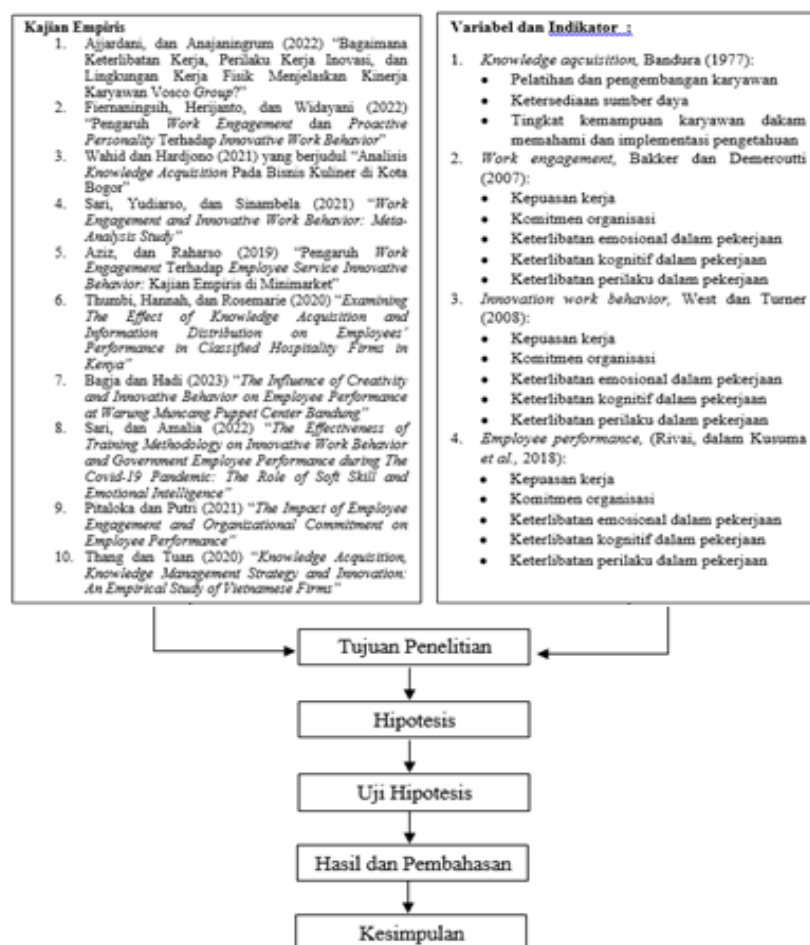 Kajian Empiris
1. Ajjardani, dan Anajaningrum (2022) "Bagaimana
Keterlibatan Kerja, Perilaku Kerja Inovasi, dan
Lingkungan Kerja Fisik Menjelaskan Kinerja
Karyawan Vosco Group?"
2. Fiernaningsih, Herijanto, dan Widayani (2022)
"Pengaruh Work Engagement dan Proactive
Personality Terhadap Innovative Work Behavior"
3. Wahid dan Hardjono (2021) yang berjudul "Analisis
Knowledge Acquisition Pada Bisnis Kuliner di Kota
Bogor"
4. Sari, Yudiarso, dan Sinambela (2021) "Work
Engagement and Innovative Work Behavior: Meta-
Analysis Study"
5. Aziz, dan Raharso (2019) "Pengaruh Work
Engagement Terhadap Employee Service Innovative
Behavior: Kajian Empiris di Minimarket"
6. Thumbi, Hannah, dan Rosemarie (2020) "Examining
The Effect of Knowledge Acquisition and
Information Distribution on Employees'
Performance in Classified Hospitality Firms in
Kenya"
7. Bagja dan Hadi (2023) "The Influence of Creativity
and Innovative Behavior on Employee Performance
at Warung Muncang Puppet Center Bandung"
8. Sari, dan Amalia (2022) "The Effectiveness of
Training Methodology on Innovative Work Behavior
and Government Employee Performance during The
Covid-19 Pandemic: The Role of Soft Skill and
Emotional Intelligence"
9. Pitaloka dan Putri (2021) "The Impact of Employee
Engagement and Organizational Commitment on
Employee Performance"
10. Thang dan Tuan (2020) "Knowledge Acquisition,
Knowledge Management Strategy and Innovation:
An Empirical Study of Vietnamese Firms"
Variabel dan Indikator :
1. Knowledge aqcuisition, Bandura (1977):
• Pelatihan dan pengembangan karyawan
• Ketersediaan sumber daya
• Tingkat kemampuan karyawan dakam
memahami dan implementasi pengetahuan
2. Work engagement, Bakker dan Demeroutti
(2007):
• Kepuasan kerja
• Komitmen organisasi
• Keterlibatan emosional dalam pekerjaan
• Keterlibatan kognitif dalam pekerjaan
• Keterlibatan perilaku dalam pekerjaan
3. Innovation work behavior, West dan Turner
(2008):
• Kepuasan kerja
• Komitmen organisasi
• Keterlibatan emosional dalam pekerjaan
• Keterlibatan kognitif dalam pekerjaan
• Keterlibatan perilaku dalam pekerjaan
4. Employee performance, (Rivai, dalam Kusuma
et al., 2018):
• Kepuasan kerja
• Komitmen organisasi
• Keterlibatan emosional dalam pekerjaan
• Keterlibatan kognitif dalam pekerjaan
• Keterlibatan perilaku dalam pekerjaan
Tujuan Penelitian
Hipotesis
Uji Hipotesis
Hasil dan Pembahasan
Kesimpulan